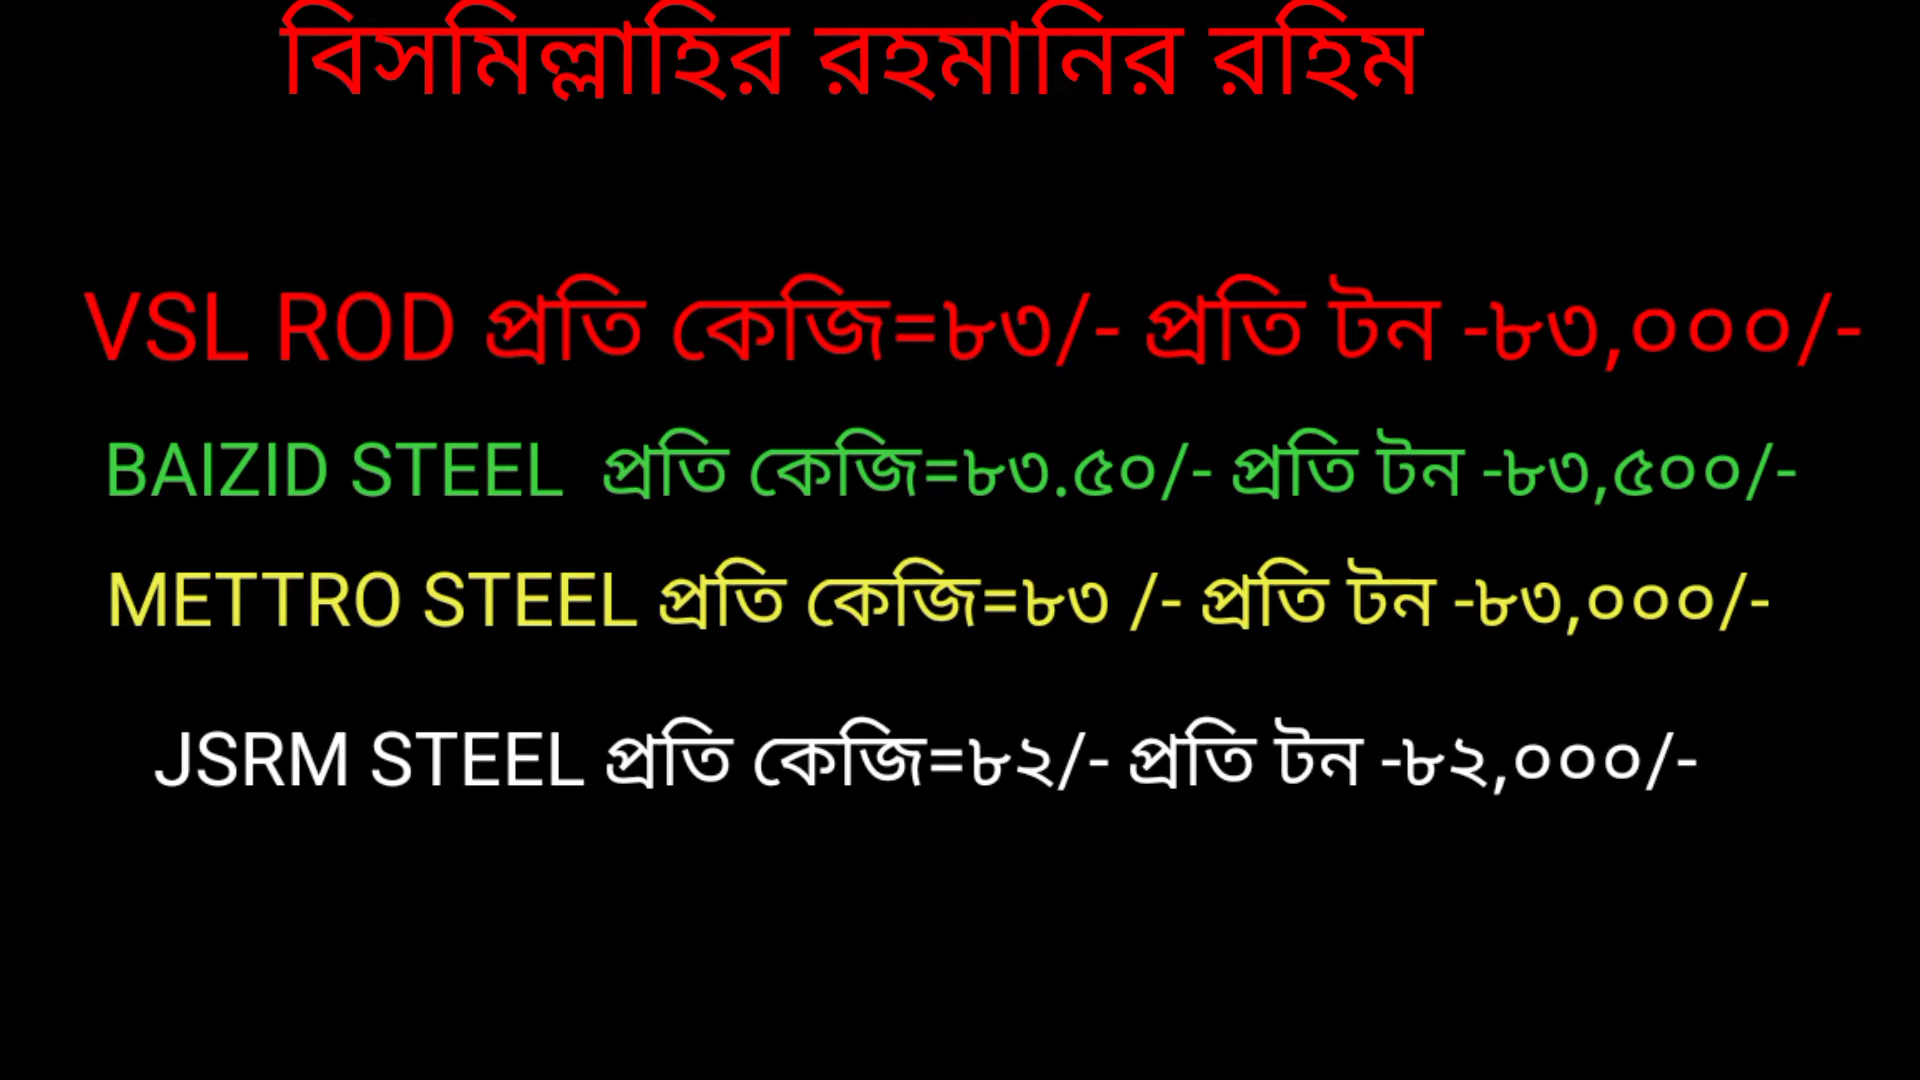 বিসমিল্লাহির রহমানির রহিম
VSL ROD প্রতি কেজি=৮৩/- প্রতি টন -৮৩,০০০/-
BAIZID STEEL প্রতি কেজি=৮৩.৫০/- প্রতি টন -৮৩,৫০০/-
METTRO STEEL প্রতি কেজি=৮৩ /- প্রতি টন -৮৩,০০০/-
JSRM STEEL প্রতি কেজি=৮২/- প্রতি টন -৮২,০০০/-